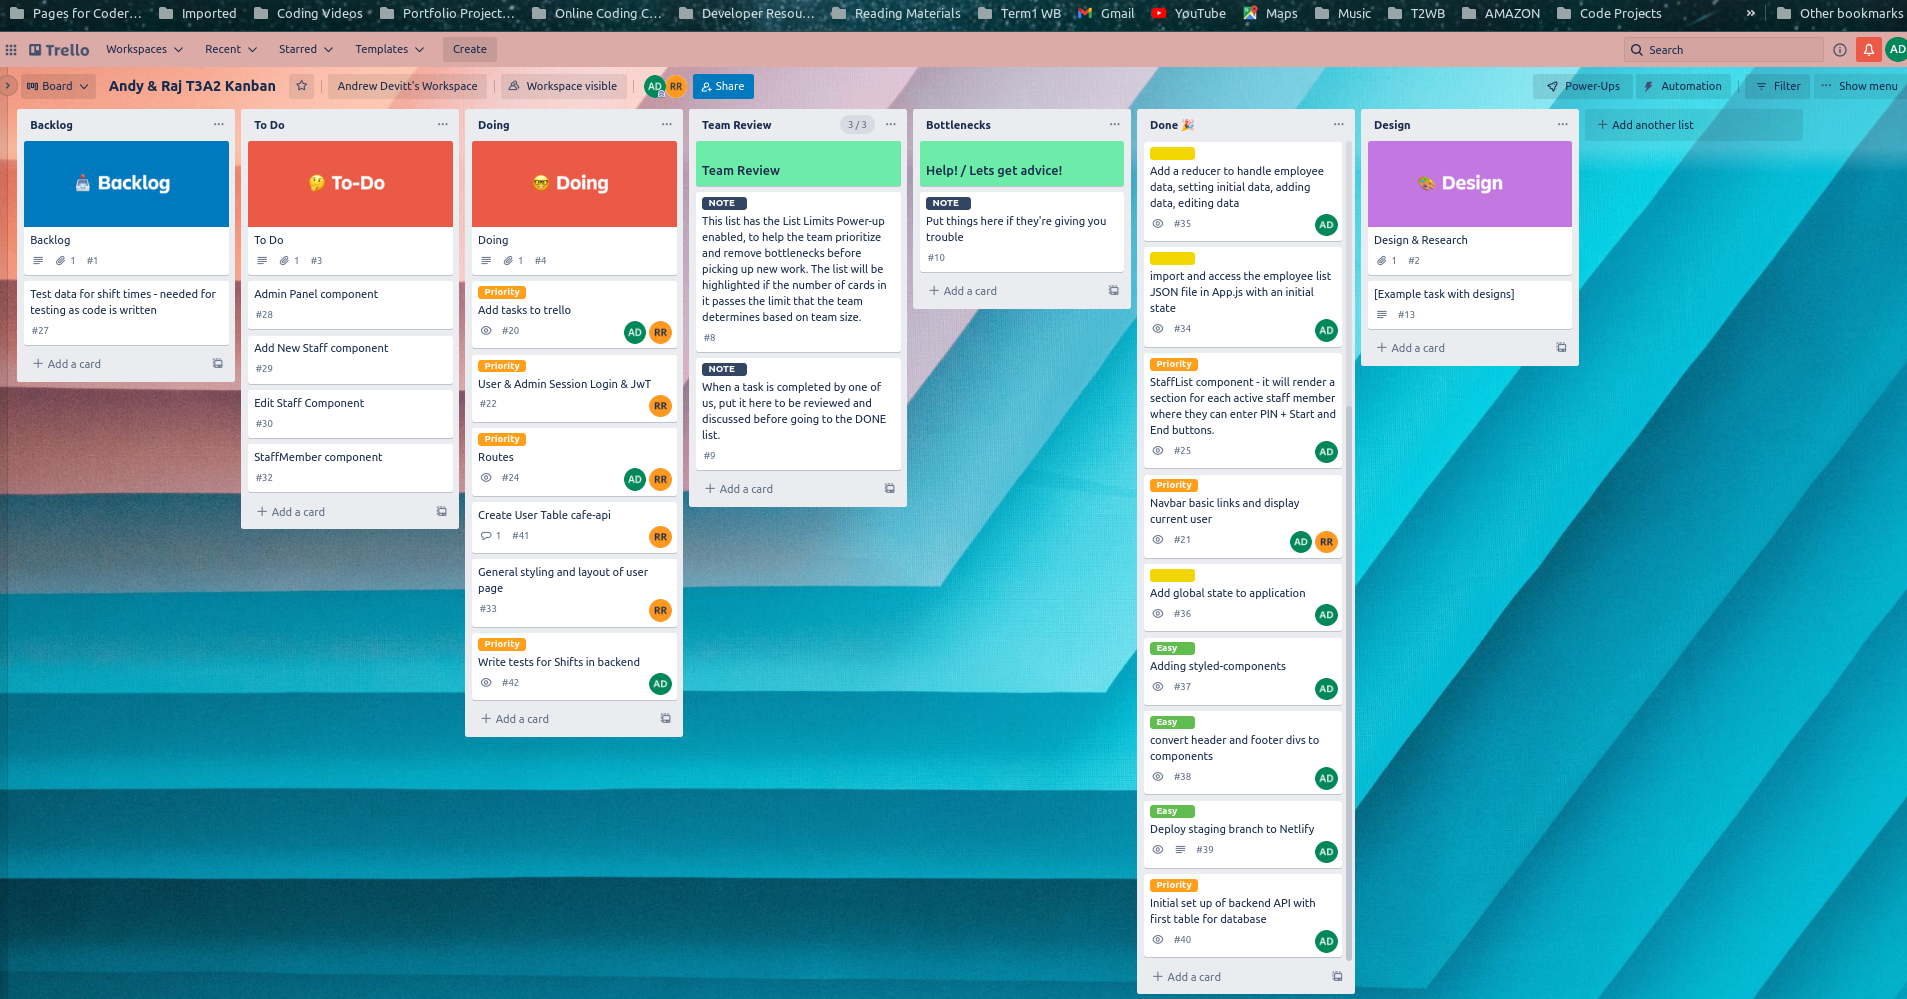 Pages for Coder...
Imported
Coding Videos
Portfolio Project...
Online Coding C...
Developer Resou...
Reading Materials
Term1 WB
Gmail
YouTube
Maps
Music
T2WB
AMAZON
Code Projects
»
Other bookmarks
Trello
Workspaces
Recent
Starred
Templates
Create
Search
AD
Board
Andy & Raj T3A2 Kanban
Andrew Devitt's Workspace
Workspace visible
AD
RR
Share
Power-Ups
Automation
Filter
Show menu
Backlog
Backlog
Backlog
1
#1
Test data for shift times - needed for
testing as code is written
#27
Add a card
To Do
To-Do
To Do
1
#3
Admin Panel component
#28
Add New Staff component
#29
Edit Staff Component
#30
StaffMember component
#32
Add a card
Doing
Doing
Doing
1
#4
Priority
Add tasks to trello
#20
AD
RR
Priority
User & Admin Session Login & JwT
#22
RR
Priority
Routes
#24
AD
RR
Create User Table cafe-api
1
#41
RR
General styling and layout of user
page
#33
RR
Priority
Write tests for Shifts in backend
#42
AD
Add a card
Team Review
3 / 3
Team Review
NOTE
This list has the List Limits Power-up
enabled, to help the team prioritize
and remove bottlenecks before
picking up new work. The list will be
highlighted if the number of cards in
it passes the limit that the team
determines based on team size.
#8
NOTE
When a task is completed by one of
us, put it here to be reviewed and
discussed before going to the DONE
list.
#9
Add a card
Bottlenecks
Help! / Lets get advice!
NOTE
Put things here if they're giving you
trouble
#10
Add a card
Done 🎉
Add a reducer to handle employee
data, setting initial data, adding
data, editing data
#35
AD
import and access the employee list
JSON file in App.js with an initial
state
#34
AD
Priority
StaffList component - it will render a
section for each active staff member
where they can enter PIN + Start and
End buttons.
#25
AD
Priority
Navbar basic links and display
current user
#21
AD
RR
Add global state to application
#36
AD
Easy
Adding styled-components
#37
AD
Easy
convert header and footer divs to
components
#38
AD
Easy
Deploy staging branch to Netlify
#39
AD
Priority
Initial set up of backend API with
first table for database
#40
AD
Add a card
Design
Design
Design & Research
1
#2
[Example task with designs]
#13
Add a card
Add another list